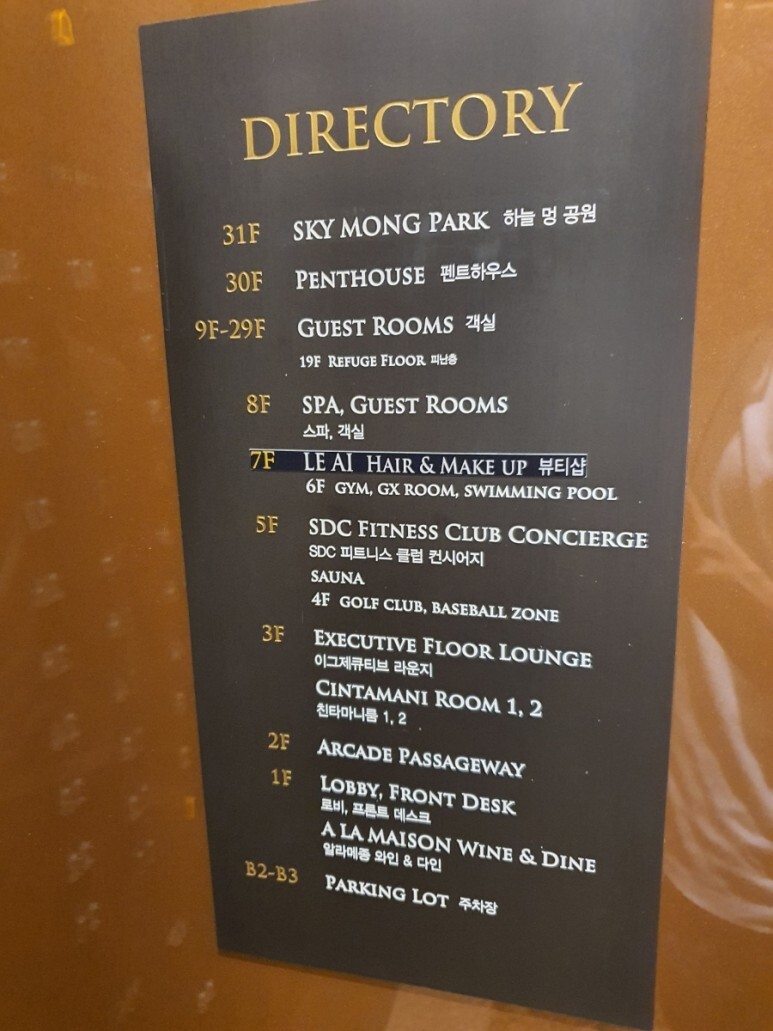 DIRECTORY
31F SKY MONG PARK 하늘 멍 공원
30F PENTHOUSE 펜트하우스
9F-29F GUEST ROOMS 객실
19F REFUGE FLOOR 피난층
8F SPA, GUEST ROOMS
스파, 객실
7F LE AI HAIR & MAKE UP 뷰티샵
6F GYM, GX ROOM, SWIMMING POOL
5F SDC FITNESS CLUB CONCIERGE
SDC 피트니스 클럽 컨시어지
SAUNA
4F GOLF CLUB, BASEBALL ZONE
3F EXECUTIVE FLOOR LOUNGE
이그제큐티브 라운지
CINTAMANI ROOM 1, 2
친타마니룸 1, 2
2F ARCADE PASSAGEWAY
1F LOBBY, FRONT DESK
로비, 프론트 데스크
A LA MAISON WINE & DINE
알라메종 와인 & 다인
B2-B3 PARKING LOT 주차장